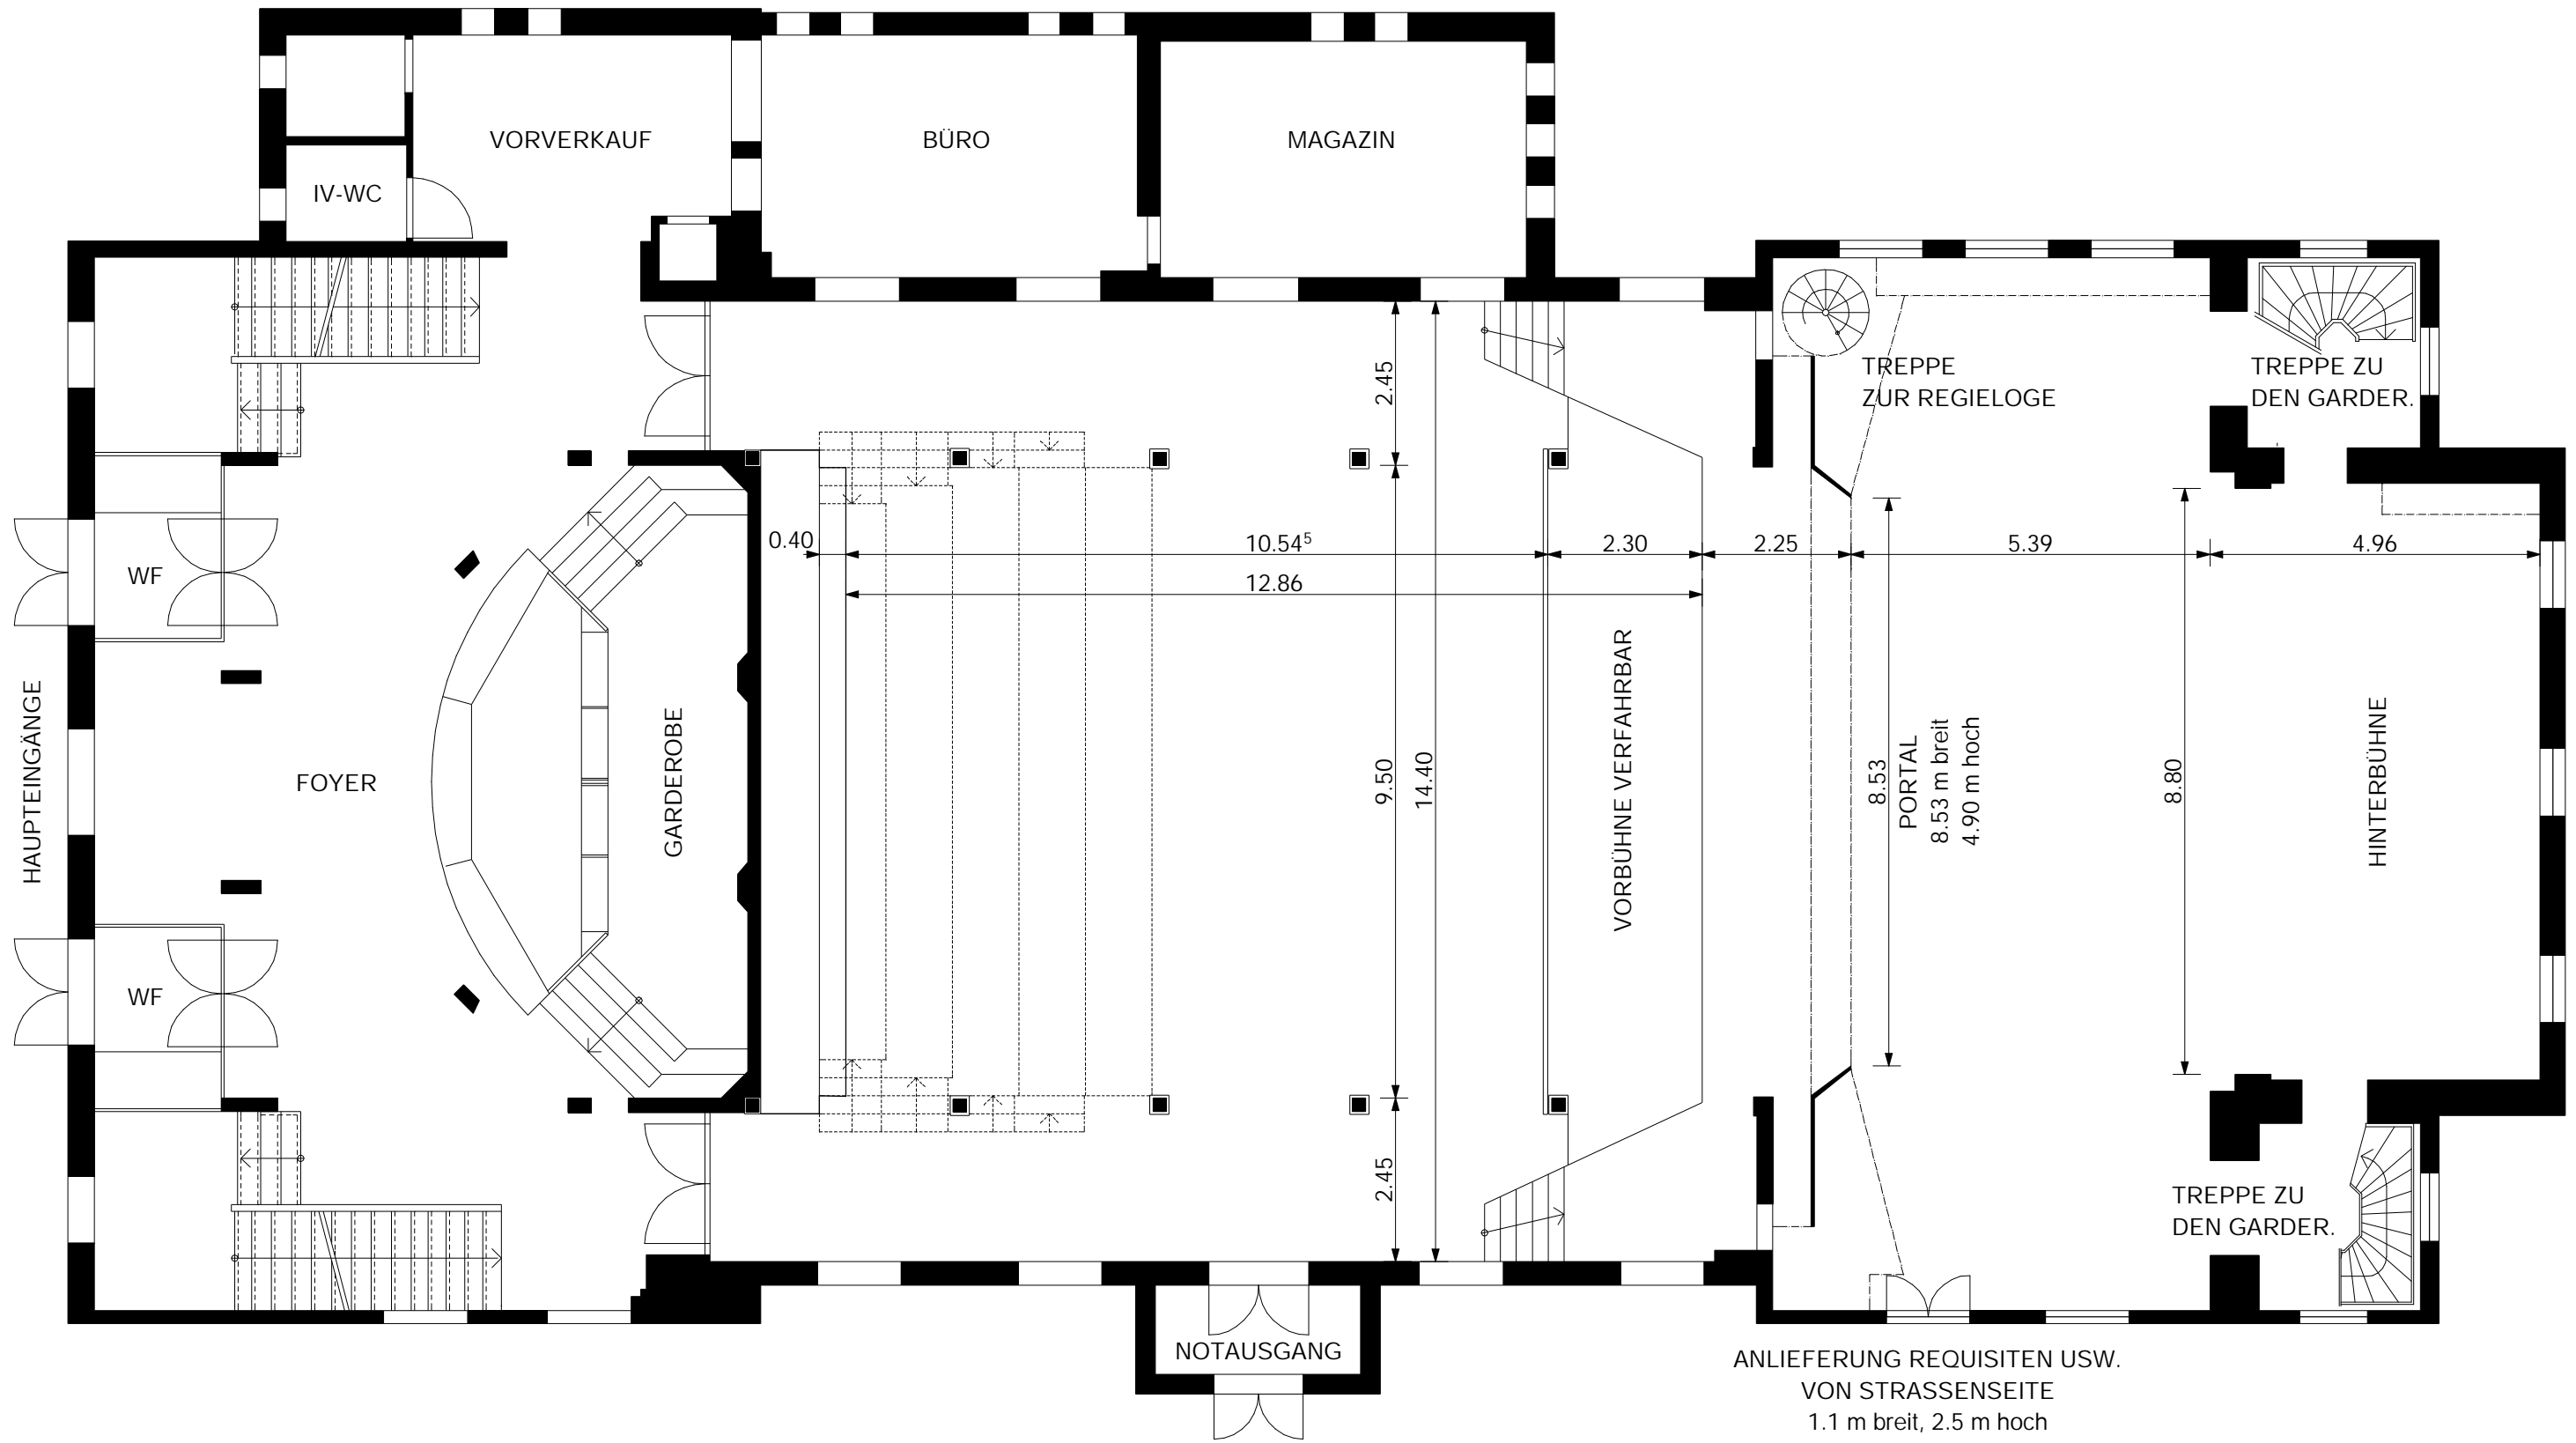 VORVERKAUF
BÜRO
MAGAZIN
IV-WC
TREPPE
ZUR REGIELOGE
TREPPE ZU
DEN GARDER.
2.45
0.40
10.54⁵
2.30
2.25
5.39
4.96
12.86
WF
HAUPTEINGÄNGE
FOYER
GARDEROBE
9.50
14.40
VORBÜHNE VERFAHRBAR
8.53
PORTAL
8.53 m breit
4.90 m hoch
8.80
HINTERBÜHNE
WF
2.45
TREPPE ZU
DEN GARDER.
NOTAUSGANG
ANLIEFERUNG REQUISITEN USW.
VON STRASSENSEITE
1.1 m breit, 2.5 m hoch